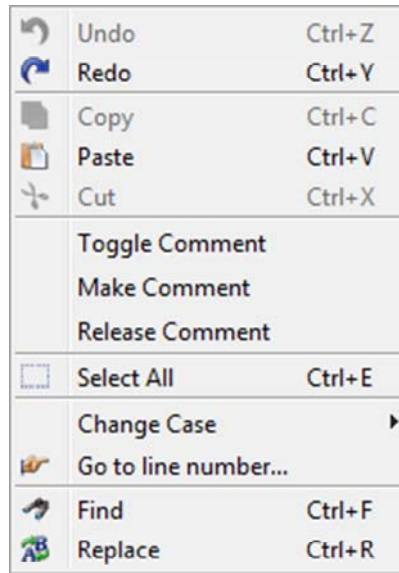 Undo Ctrl+Z
Redo Ctrl+Y
Copy Ctrl+C
Paste Ctrl+V
Cut Ctrl+X
Toggle Comment
Make Comment
Release Comment
Select All Ctrl+E
Change Case
Go to line number...
Find Ctrl+F
Replace Ctrl+R